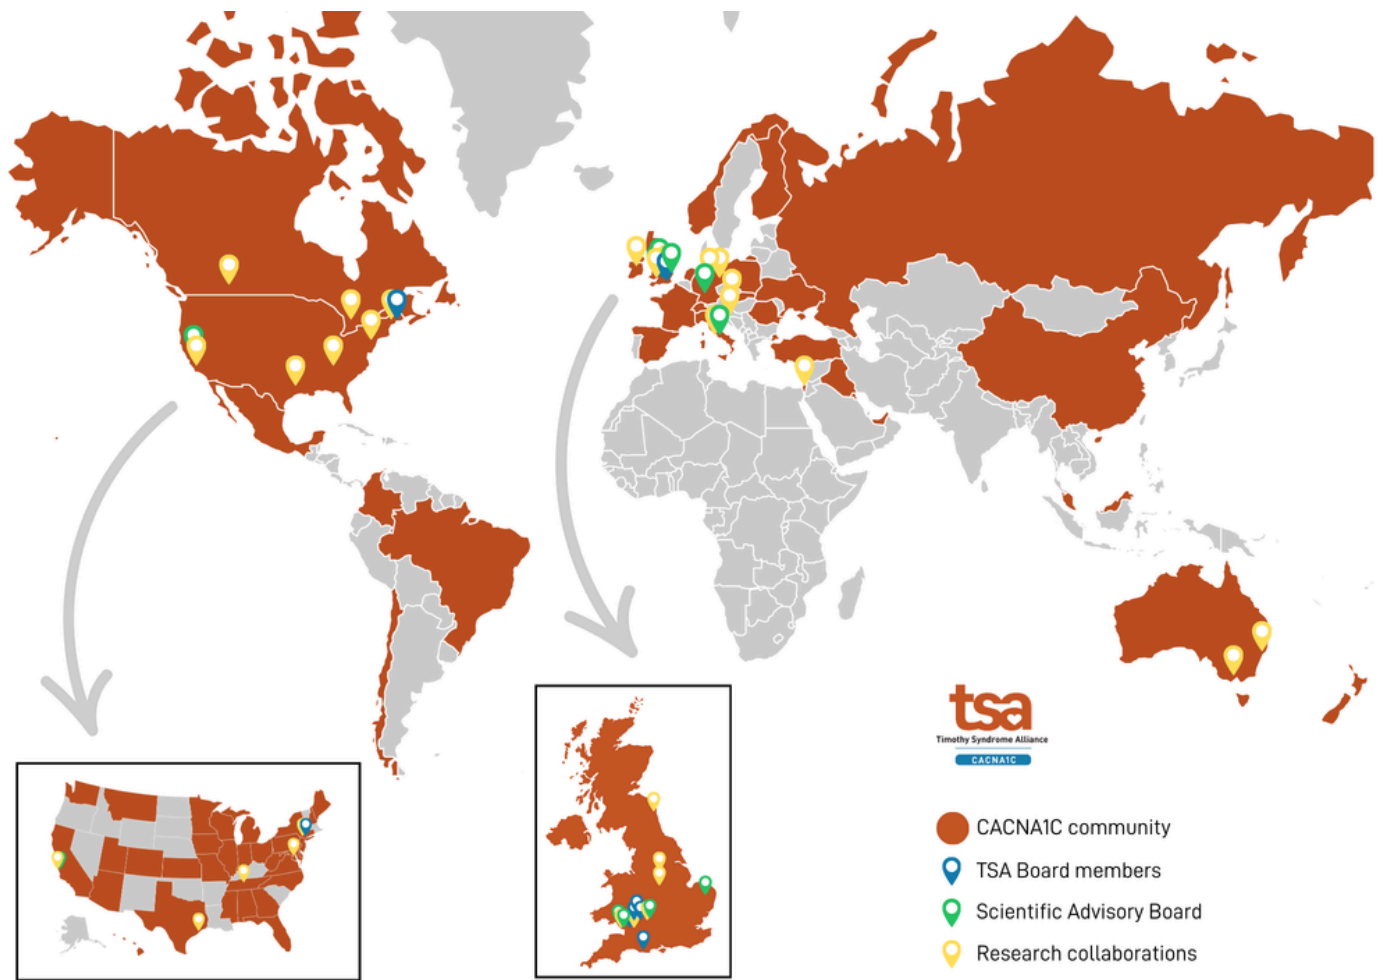 tsa
Timothy Syndrome Alliance
CACNA1C
CACNA1C community
TSA Board members
Scientific Advisory Board
Research collaborations